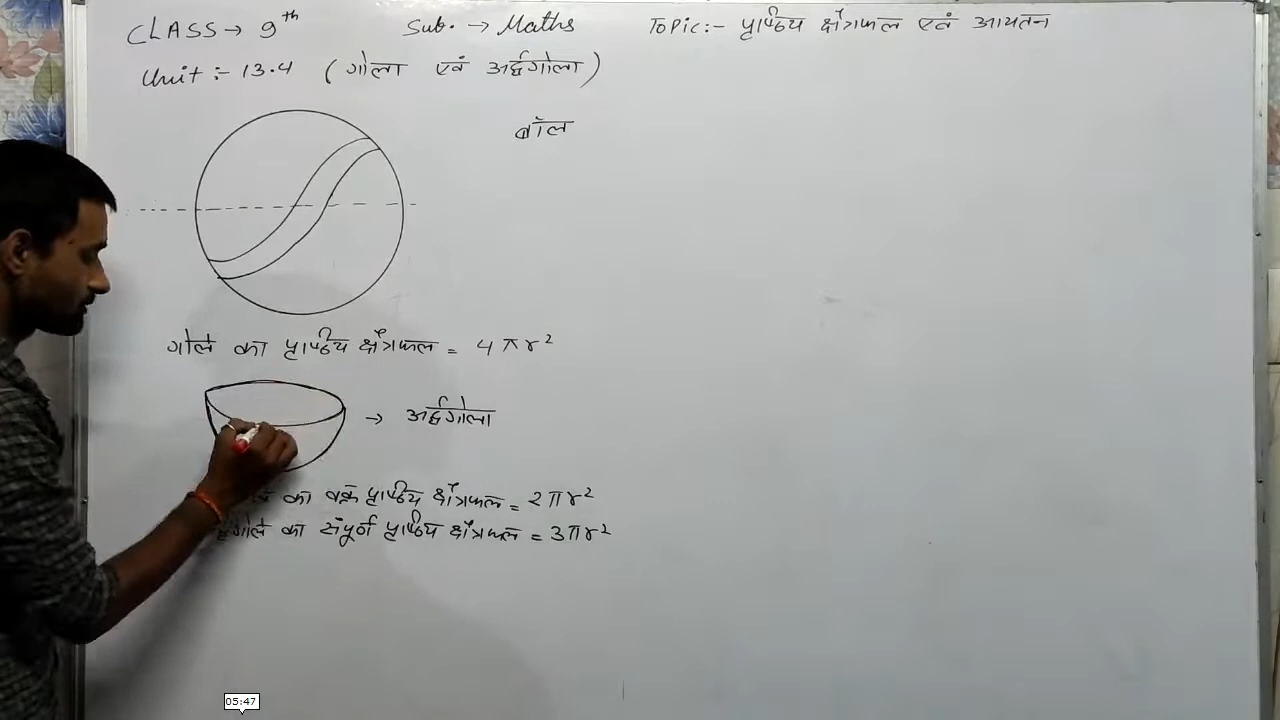 CLASS → 9th Sub. → Maths Topic:- पृष्ठिय क्षेत्रफल एवं आयतन
Unit :- 13.4 ( गोला एवं अर्द्धगोला )
बॉल
गोले का पृष्ठिय क्षेत्रफल = 4πr²
→ अर्द्धगोला
का वक्र पृष्ठिय क्षेत्रफल = 2πr²
का संपूर्ण पृष्ठिय क्षेत्रफल = 3πr²
05:47